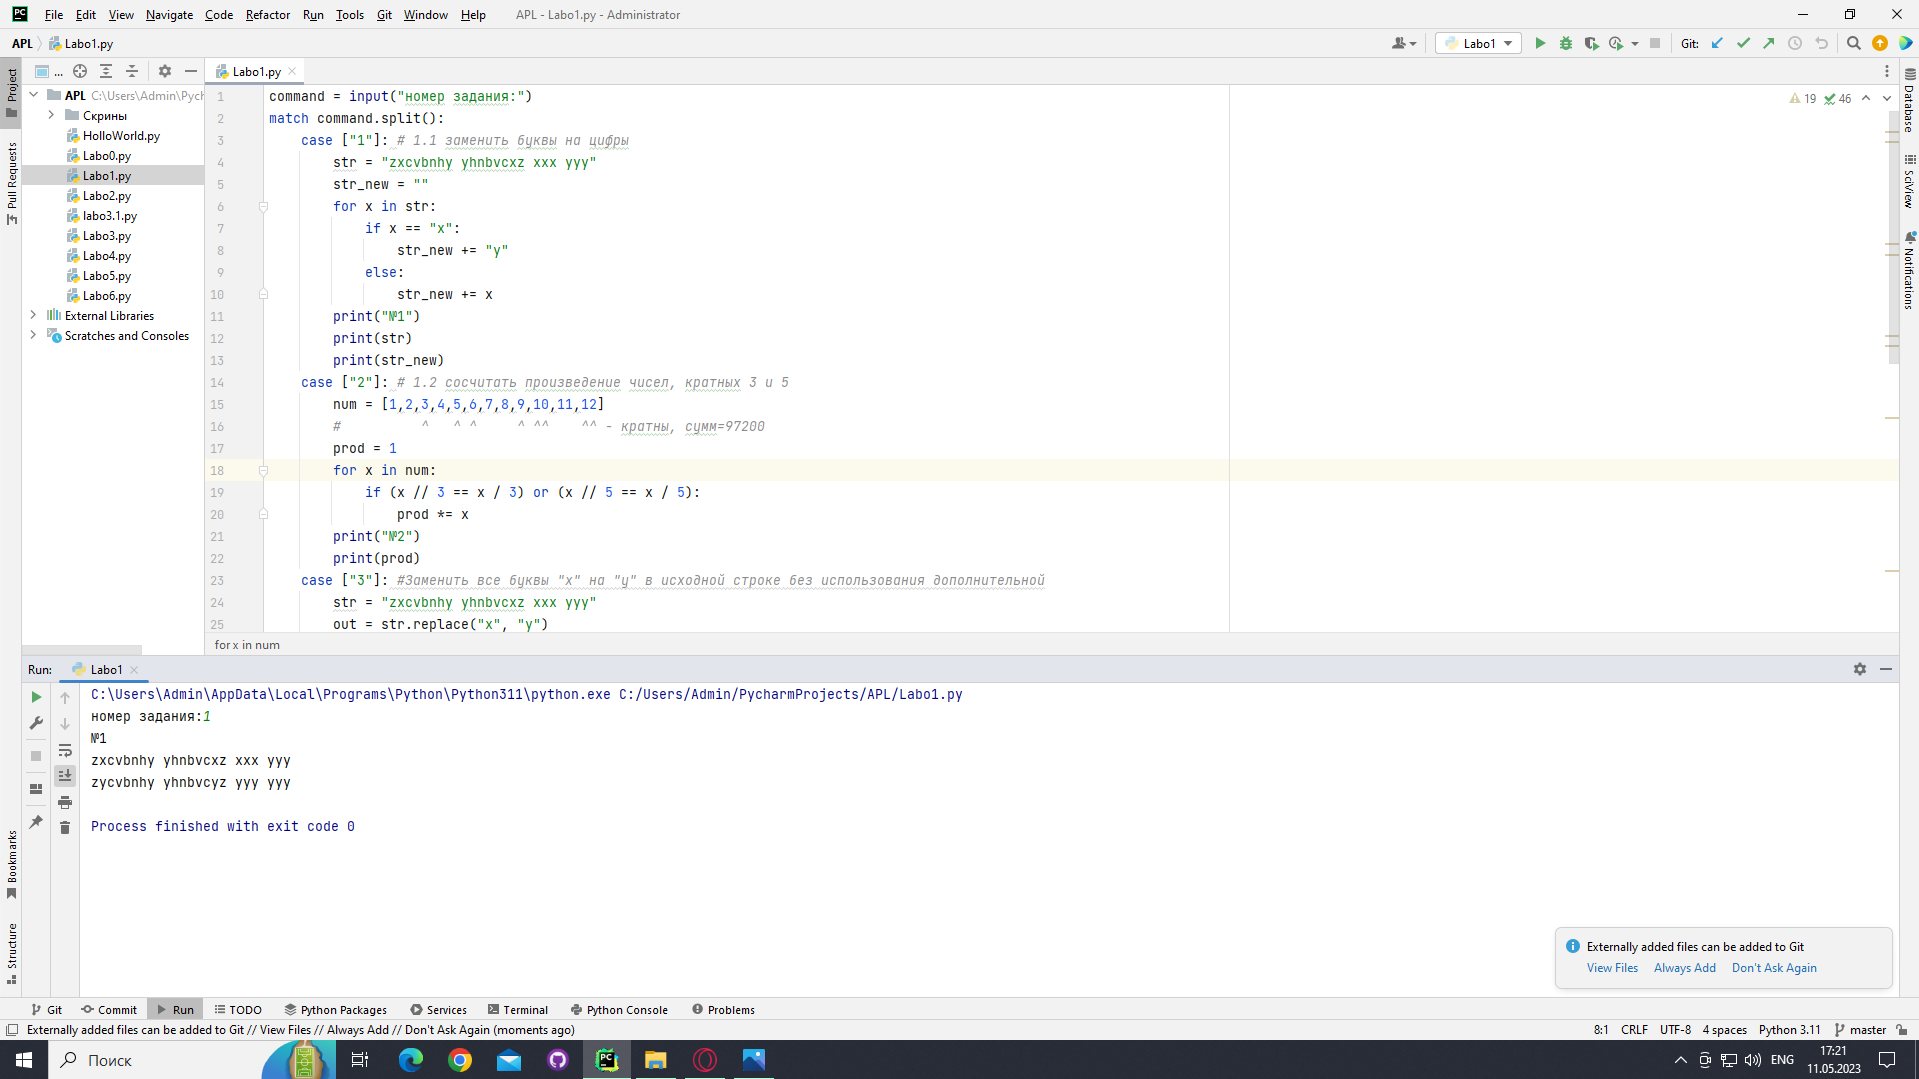 File Edit View Navigate Code Refactor Run Tools Git Window Help APL - Labo1.py - Administrator
APL Labo1.py Labo1 Git:
Project
Pull Requests
Bookmarks
Structure
Database
SciView
Notifications
...
APL C:\Users\Admin\Pych
Скрины
HolloWorld.py
Labo0.py
Labo1.py
Labo2.py
labo3.1.py
Labo3.py
Labo4.py
Labo5.py
Labo6.py
External Libraries
Scratches and Consoles
Labo1.py
19 46
1 command = input("номер задания:")
2 match command.split():
3 case ["1"]: # 1.1 заменить буквы на цифры
4 str = "zxcvbnhy yhnbvcxz xxx yyy"
5 str_new = ""
6 for x in str:
7 if x == "x":
8 str_new += "y"
9 else:
10 str_new += x
11 print("№1")
12 print(str)
13 print(str_new)
14 case ["2"]: # 1.2 сосчитать произведение чисел, кратных 3 и 5
15 num = [1,2,3,4,5,6,7,8,9,10,11,12]
16 # ^ ^ ^ ^ ^^ ^^ - кратны, сумм=97200
17 prod = 1
18 for x in num:
19 if (x // 3 == x / 3) or (x // 5 == x / 5):
20 prod *= x
21 print("№2")
22 print(prod)
23 case ["3"]: #Заменить все буквы "x" на "y" в исходной строке без использования дополнительной
24 str = "zxcvbnhy yhnbvcxz xxx yyy"
25 out = str.replace("x", "y")
for x in num
Run: Labo1
C:\Users\Admin\AppData\Local\Programs\Python\Python311\python.exe C:/Users/Admin/PycharmProjects/APL/Labo1.py
номер задания:1
№1
zxcvbnhy yhnbvcxz xxx yyy
zycvbnhy yhnbvcyz yyy yyy
Process finished with exit code 0
Externally added files can be added to Git
View Files Always Add Don't Ask Again
Git Commit Run TODO Python Packages Services Terminal Python Console Problems
Externally added files can be added to Git // View Files // Always Add // Don't Ask Again (moments ago) 8:1 CRLF UTF-8 4 spaces Python 3.11 master
Поиск ENG 17:21
11.05.2023